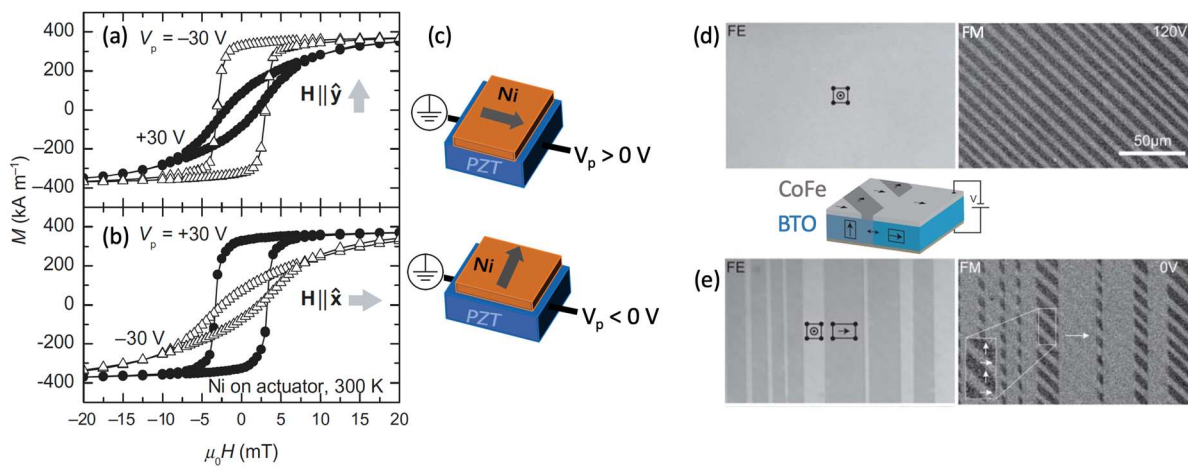 (a)
V_p = –30 V
H||ŷ
+30 V
400
200
0
–200
–400
(b)
V_p = +30 V
H||x̂
–30 V
Ni on actuator, 300 K
400
200
0
–200
–400
M (kA m⁻¹)
–20 –15 –10 –5 0 5 10 15 20
μ₀H (mT)
(c)
Ni
PZT
V_p > 0 V
Ni
PZT
V_p < 0 V
(d)
FE
FM
120V
50μm
CoFe
BTO
V
(e)
FE
FM
0V